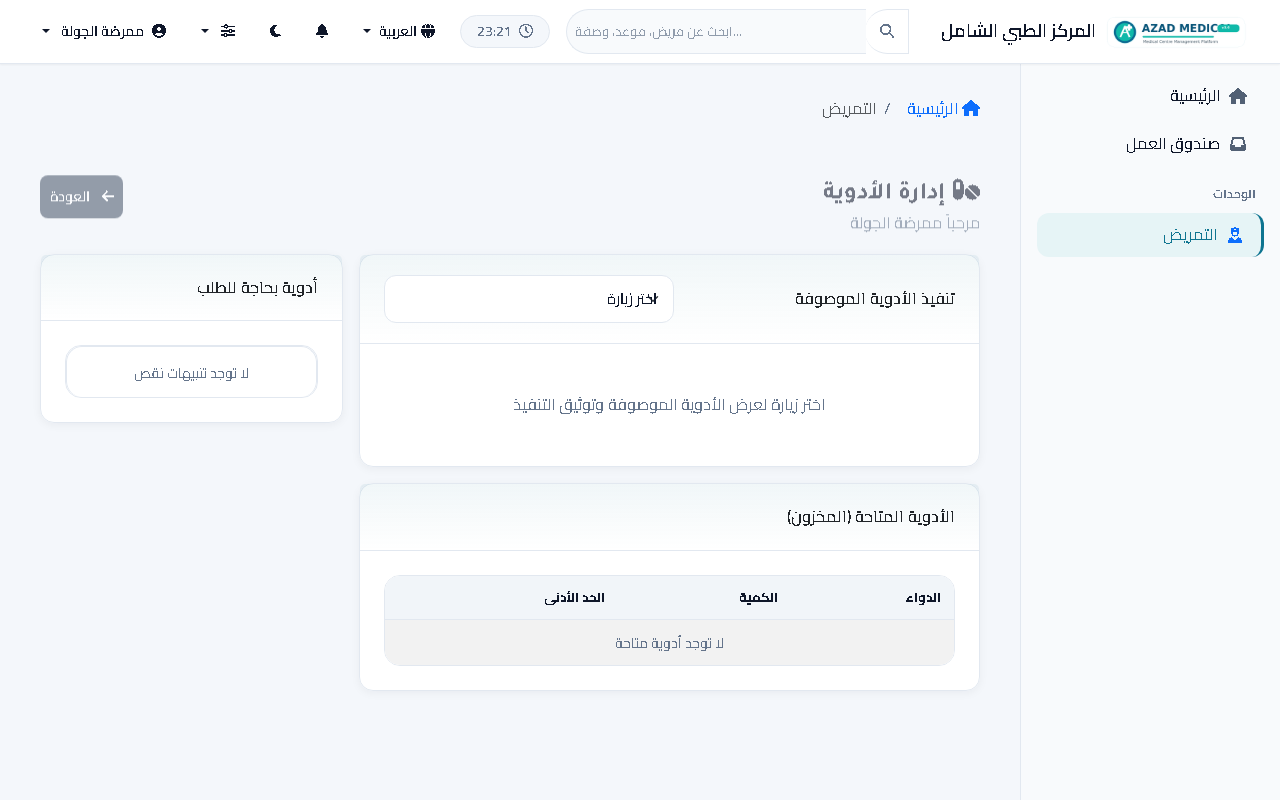 AZAD MEDIC
Medical Centre Management Platform
المركز الطبي الشامل
ابحث عن مريض، موعد، وصفة...
23:21
العربية
ممرضة الجولة
الرئيسية
صندوق العمل
الوحدات
التمريض
الرئيسية / التمريض
إدارة الأدوية
مرحباً ممرضة الجولة
العودة
تنفيذ الأدوية الموصوفة
اختر زيارة
اختر زيارة لعرض الأدوية الموصوفة وتوثيق التنفيذ
أدوية بحاجة للطلب
لا توجد تنبيهات نقص
الأدوية المتاحة (المخزون)
الدواء الكمية الحد الأدنى
لا توجد أدوية متاحة